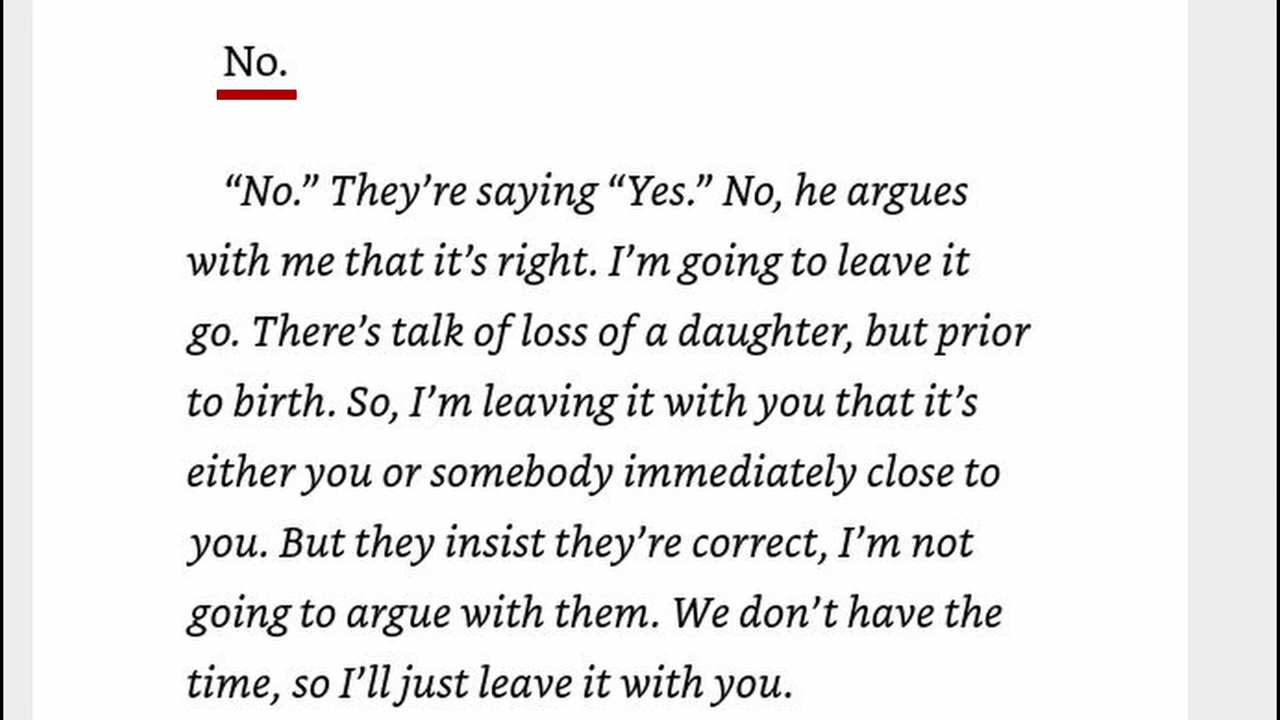 No.
“No.” They’re saying “Yes.” No, he argues
with me that it’s right. I’m going to leave it
go. There’s talk of loss of a daughter, but prior
to birth. So, I’m leaving it with you that it’s
either you or somebody immediately close to
you. But they insist they’re correct, I’m not
going to argue with them. We don’t have the
time, so I’ll just leave it with you.